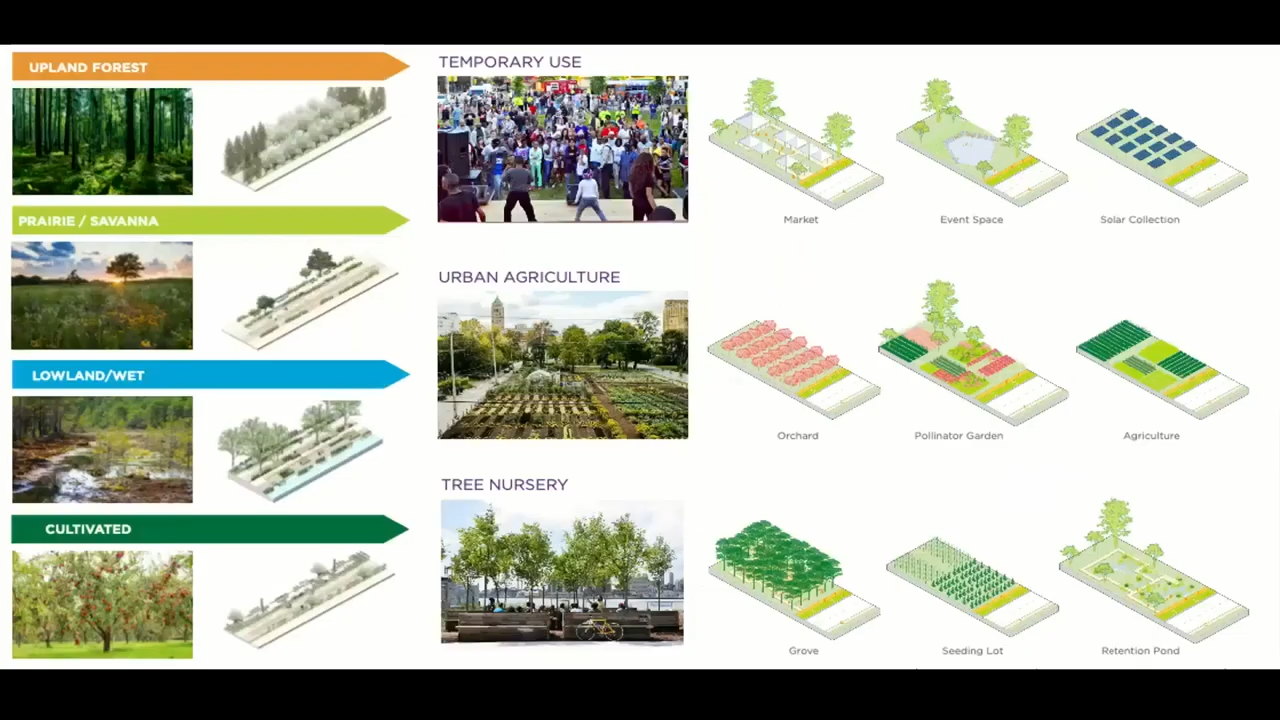 UPLAND FOREST
PRAIRIE / SAVANNA
LOWLAND/WET
CULTIVATED
TEMPORARY USE
Market
Event Space
Solar Collection
URBAN AGRICULTURE
Orchard
Pollinator Garden
Agriculture
TREE NURSERY
Grove
Seeding Lot
Retention Pond